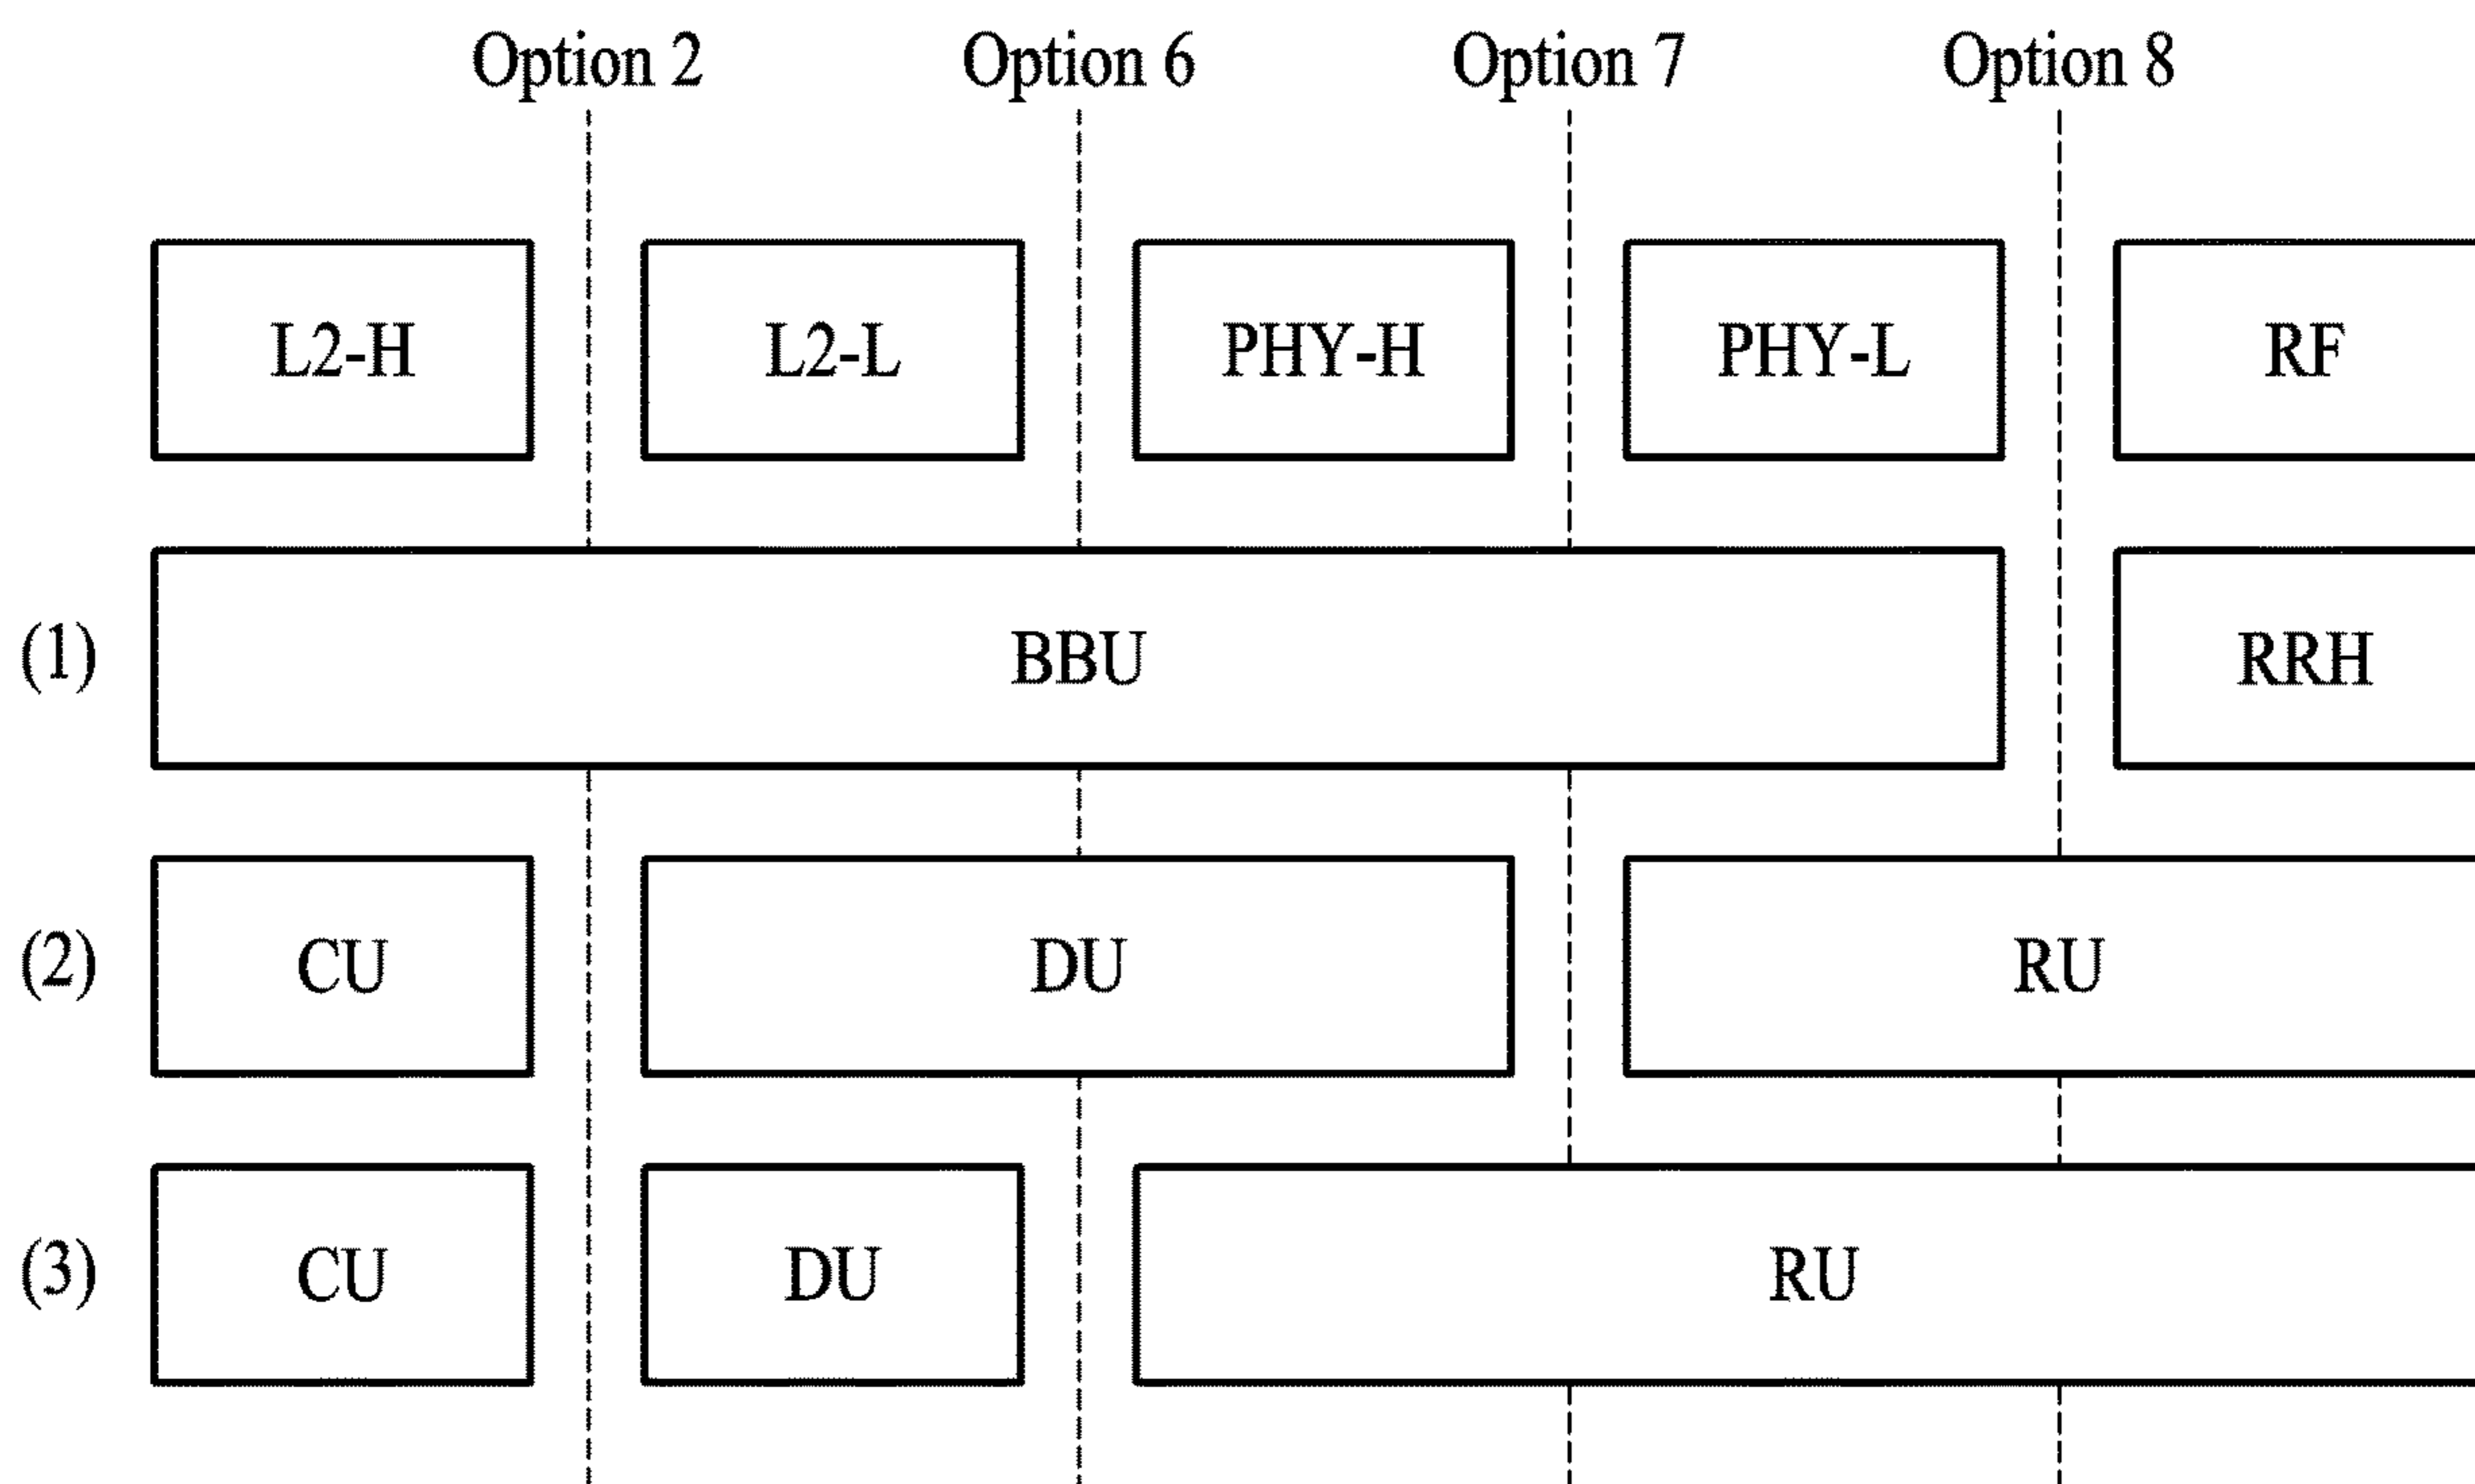 Option 2 Option 6 Option 7 Option 8
L2-H L2-L PHY-H PHY-L RF
(1) BBU RRH
(2) CU DU RU
(3) CU DU RU